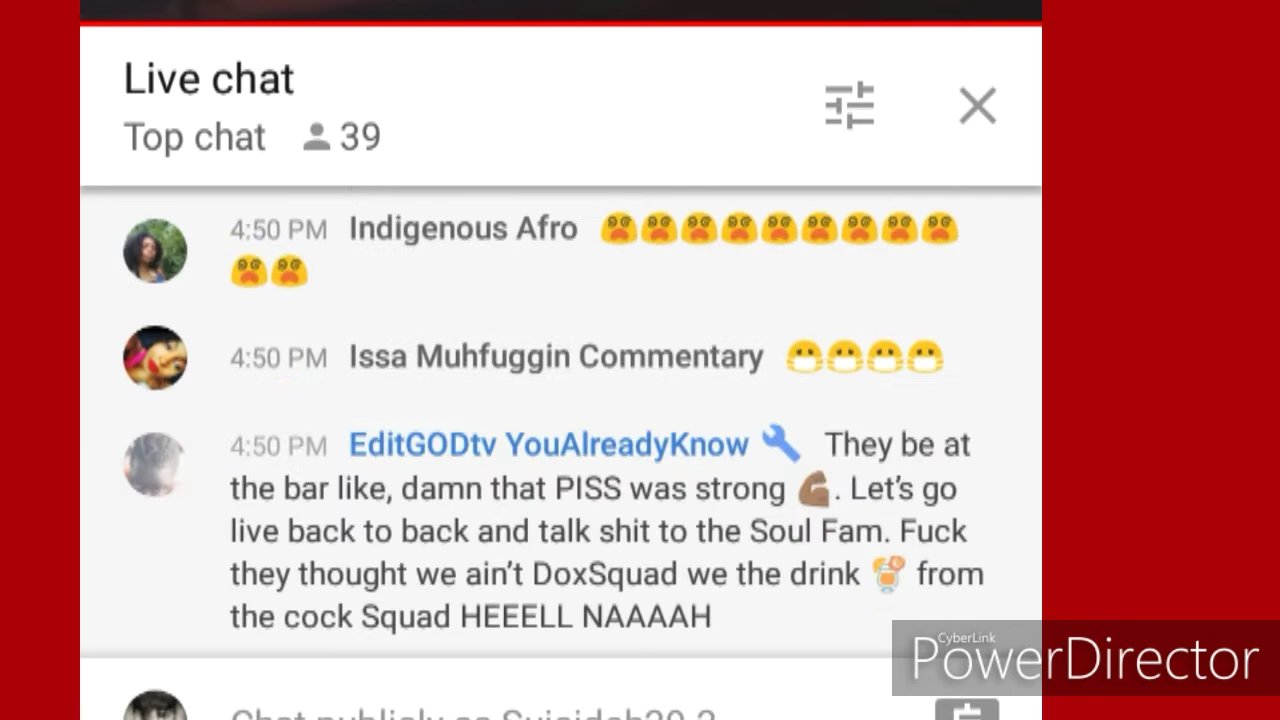 Live chat
Top chat 39
4:50 PM Indigenous Afro 😵😵😵😵😵😵😵😵😵
😵😵
4:50 PM Issa Muhfuggin Commentary 😷😷😷😷
4:50 PM EditGODtv YouAlreadyKnow 🔧 They be at
the bar like, damn that PISS was strong 💪🏽. Let's go
live back to back and talk shit to the Soul Fam. Fuck
they thought we ain't DoxSquad we the drink 🍹 from
the cock Squad HEEELL NAAAAH
CyberLink
PowerDirector
Chat publicly as